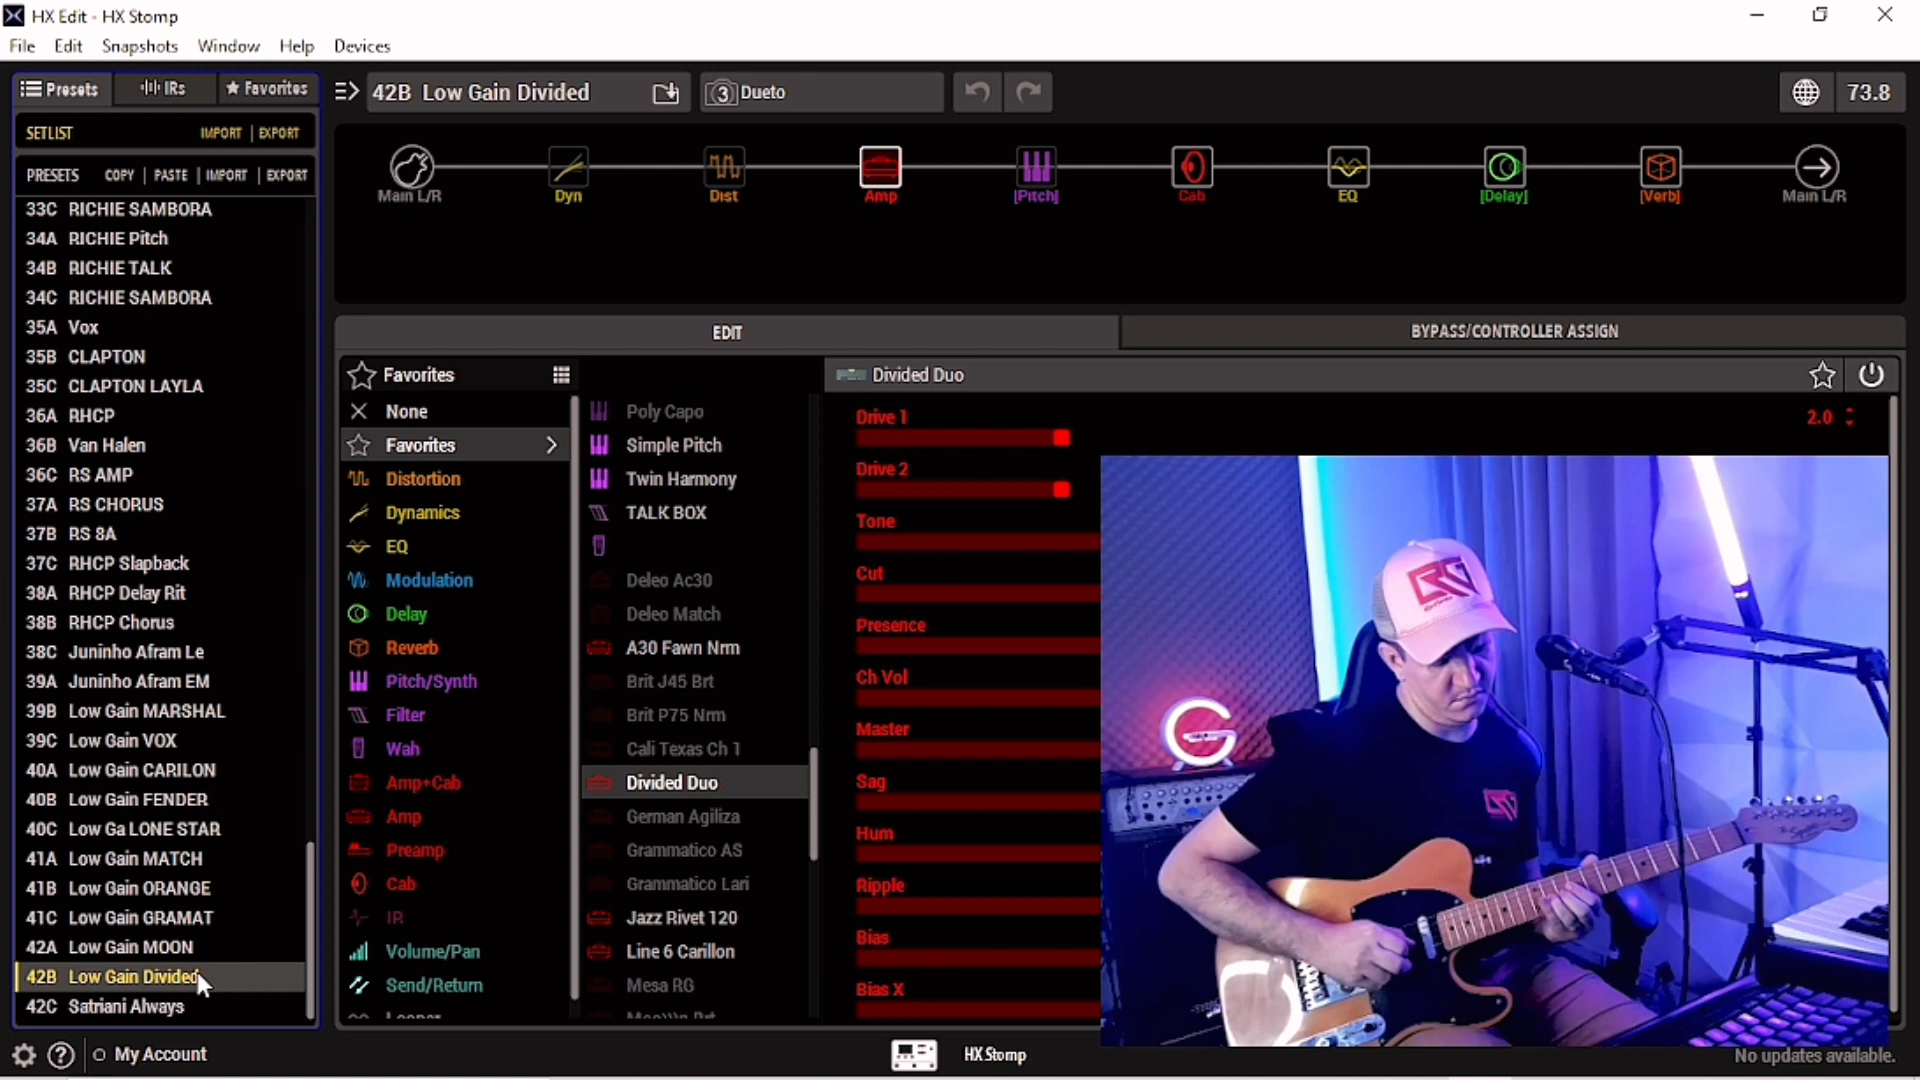 HX Edit - HX Stomp
File Edit Snapshots Window Help Devices
Presets IRs Favorites
42B Low Gain Divided
3 Dueto
73.8
SETLIST IMPORT | EXPORT
PRESETS COPY | PASTE | IMPORT | EXPORT
Main L/R Dyn Dist Amp [Pitch] Cab EQ [Delay] [Verb] Main L/R
33C RICHIE SAMBORA
34A RICHIE Pitch
34B RICHIE TALK
34C RICHIE SAMBORA
35A Vox
35B CLAPTON
35C CLAPTON LAYLA
36A RHCP
36B Van Halen
36C RS AMP
37A RS CHORUS
37B RS 8A
37C RHCP Slapback
38A RHCP Delay Rit
38B RHCP Chorus
38C Juninho Afram Le
39A Juninho Afram EM
39B Low Gain MARSHAL
39C Low Gain VOX
40A Low Gain CARILON
40B Low Gain FENDER
40C Low Ga LONE STAR
41A Low Gain MATCH
41B Low Gain ORANGE
41C Low Gain GRAMAT
42A Low Gain MOON
42B Low Gain Divided
42C Satriani Always
EDIT
BYPASS/CONTROLLER ASSIGN
Favorites
None
Favorites
Distortion
Dynamics
EQ
Modulation
Delay
Reverb
Pitch/Synth
Filter
Wah
Amp+Cab
Amp
Preamp
Cab
IR
Volume/Pan
Send/Return
Looper
Poly Capo
Simple Pitch
Twin Harmony
TALK BOX
Deleo Ac30
Deleo Match
A30 Fawn Nrm
Brit J45 Brt
Brit P75 Nrm
Cali Texas Ch 1
Divided Duo
German Agiliza
Grammatico AS
Grammatico Lari
Jazz Rivet 120
Line 6 Carillon
Mesa RG
Divided Duo
Drive 1
2.0
Drive 2
Tone
Cut
Presence
Ch Vol
Master
Sag
Hum
Ripple
Bias
Bias X
My Account
HX Stomp
No updates available.